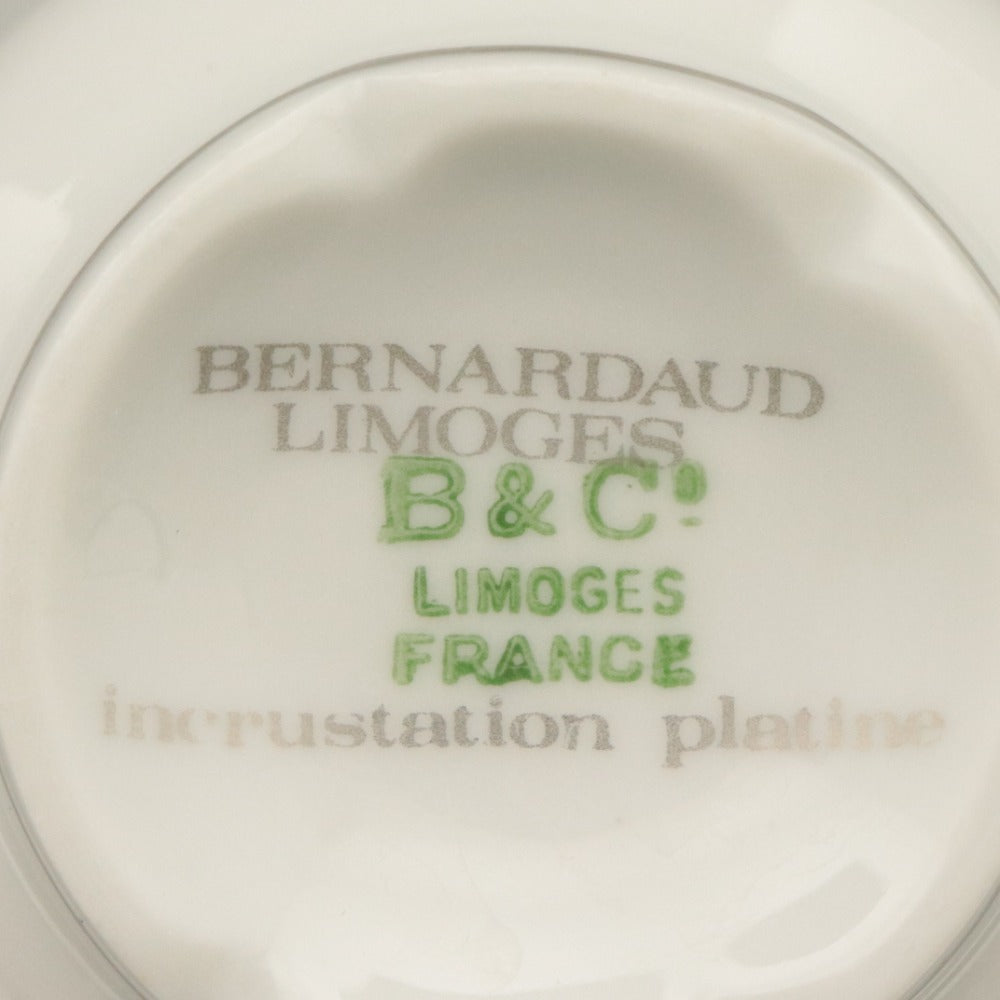 BERNARDAUD
LIMOGES
B & Cº
LIMOGES
FRANCE
incrustation platine